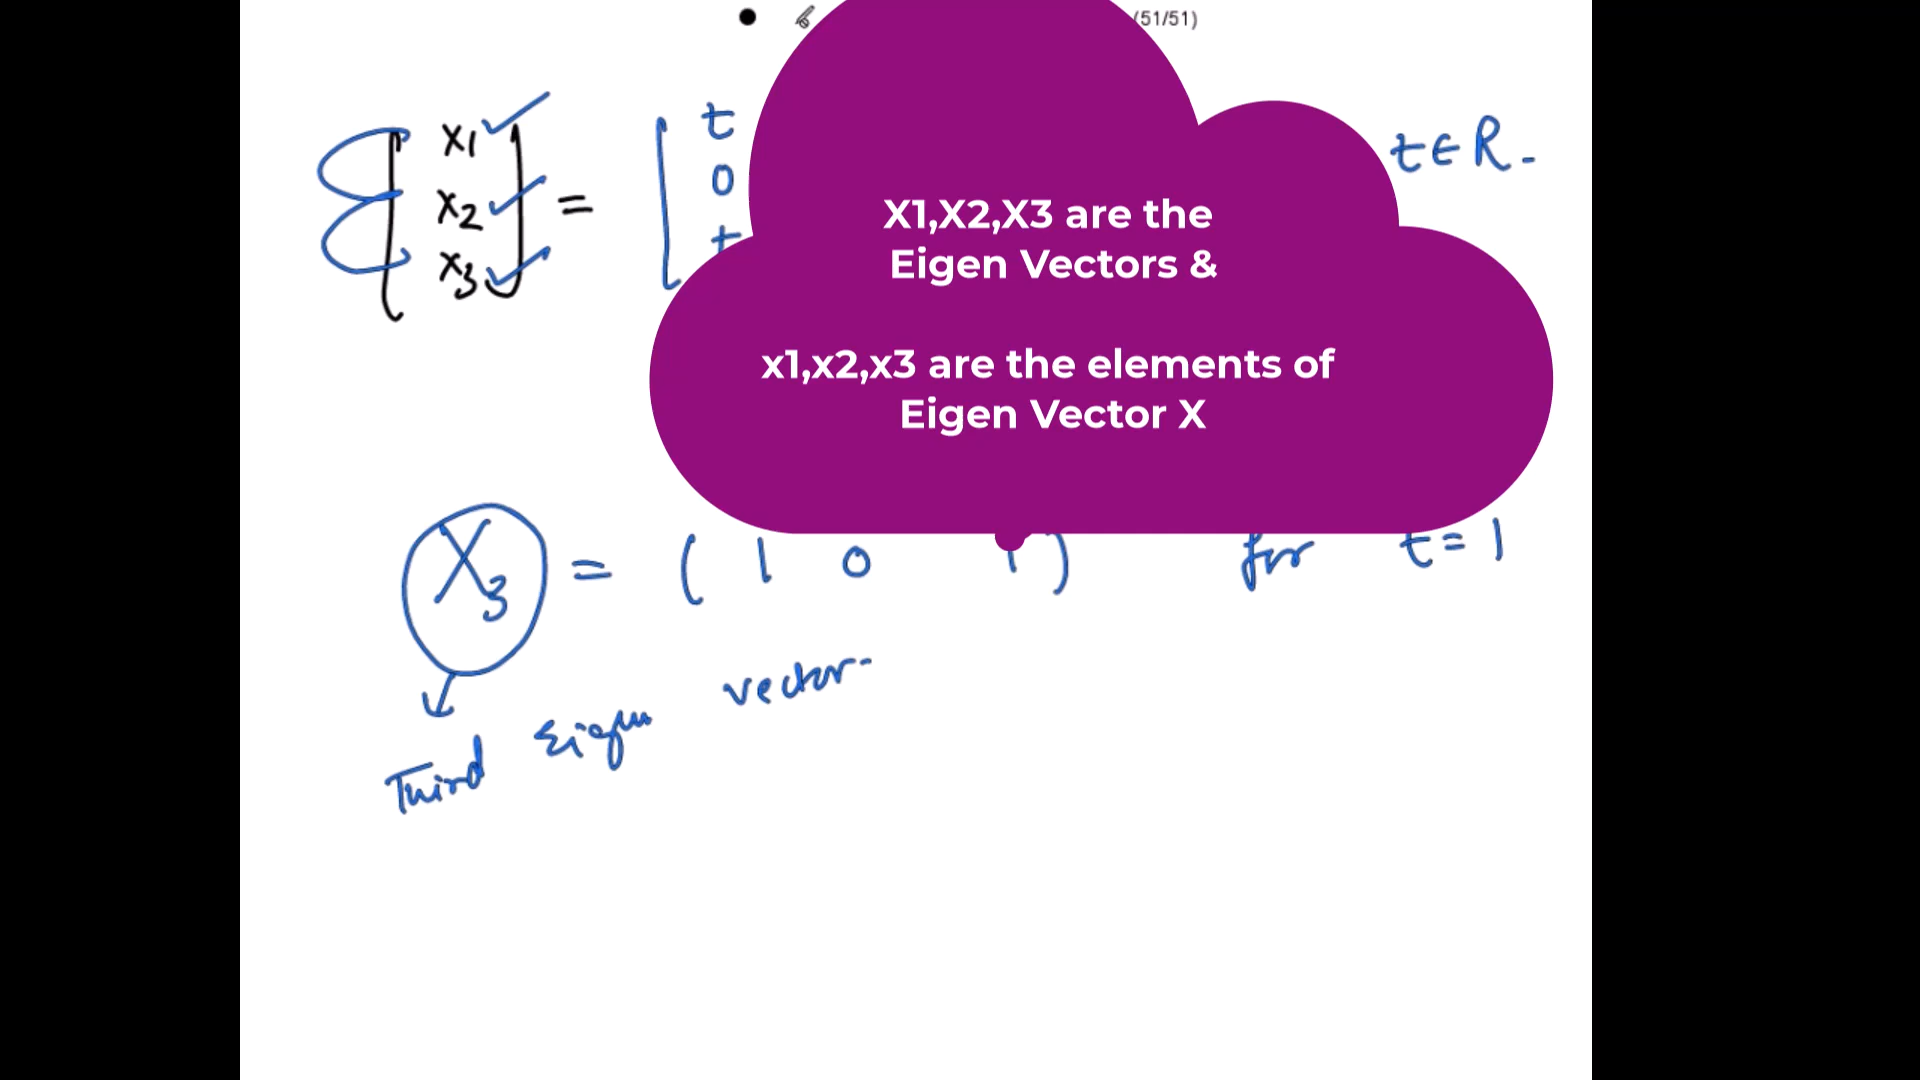 (51/51)
x1
x2
x3
=
t
0
t
t∈R.
X1,X2,X3 are the
Eigen Vectors &
x1,x2,x3 are the elements of
Eigen Vector X
X3 = ( 1 0 1 ) for t = 1
Third Eigen vector